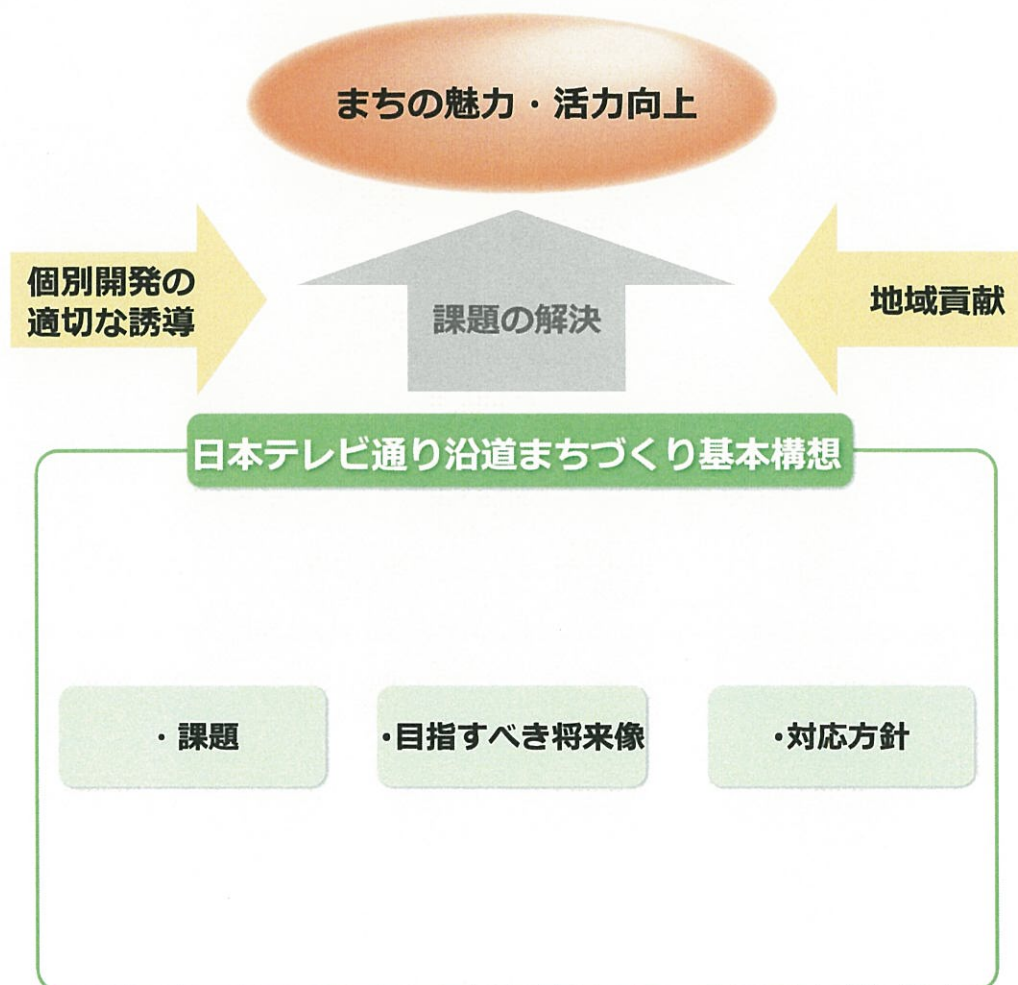 まちの魅力・活力向上
個別開発の
適切な誘導
課題の解決
地域貢献
日本テレビ通り沿道まちづくり基本構想
・課題
・目指すべき将来像
・対応方針